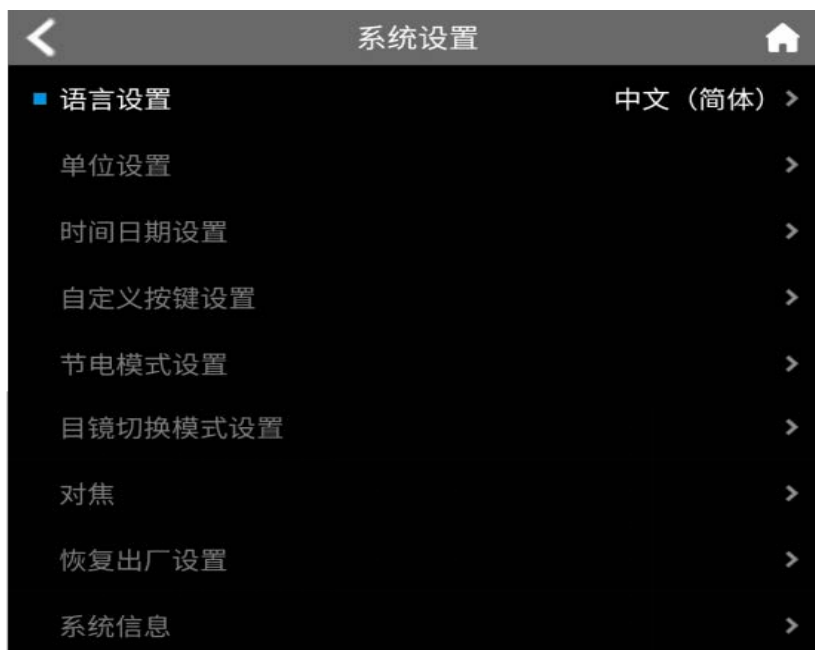 系统设置
语言设置 中文（简体）
单位设置
时间日期设置
自定义按键设置
节电模式设置
目镜切换模式设置
对焦
恢复出厂设置
系统信息